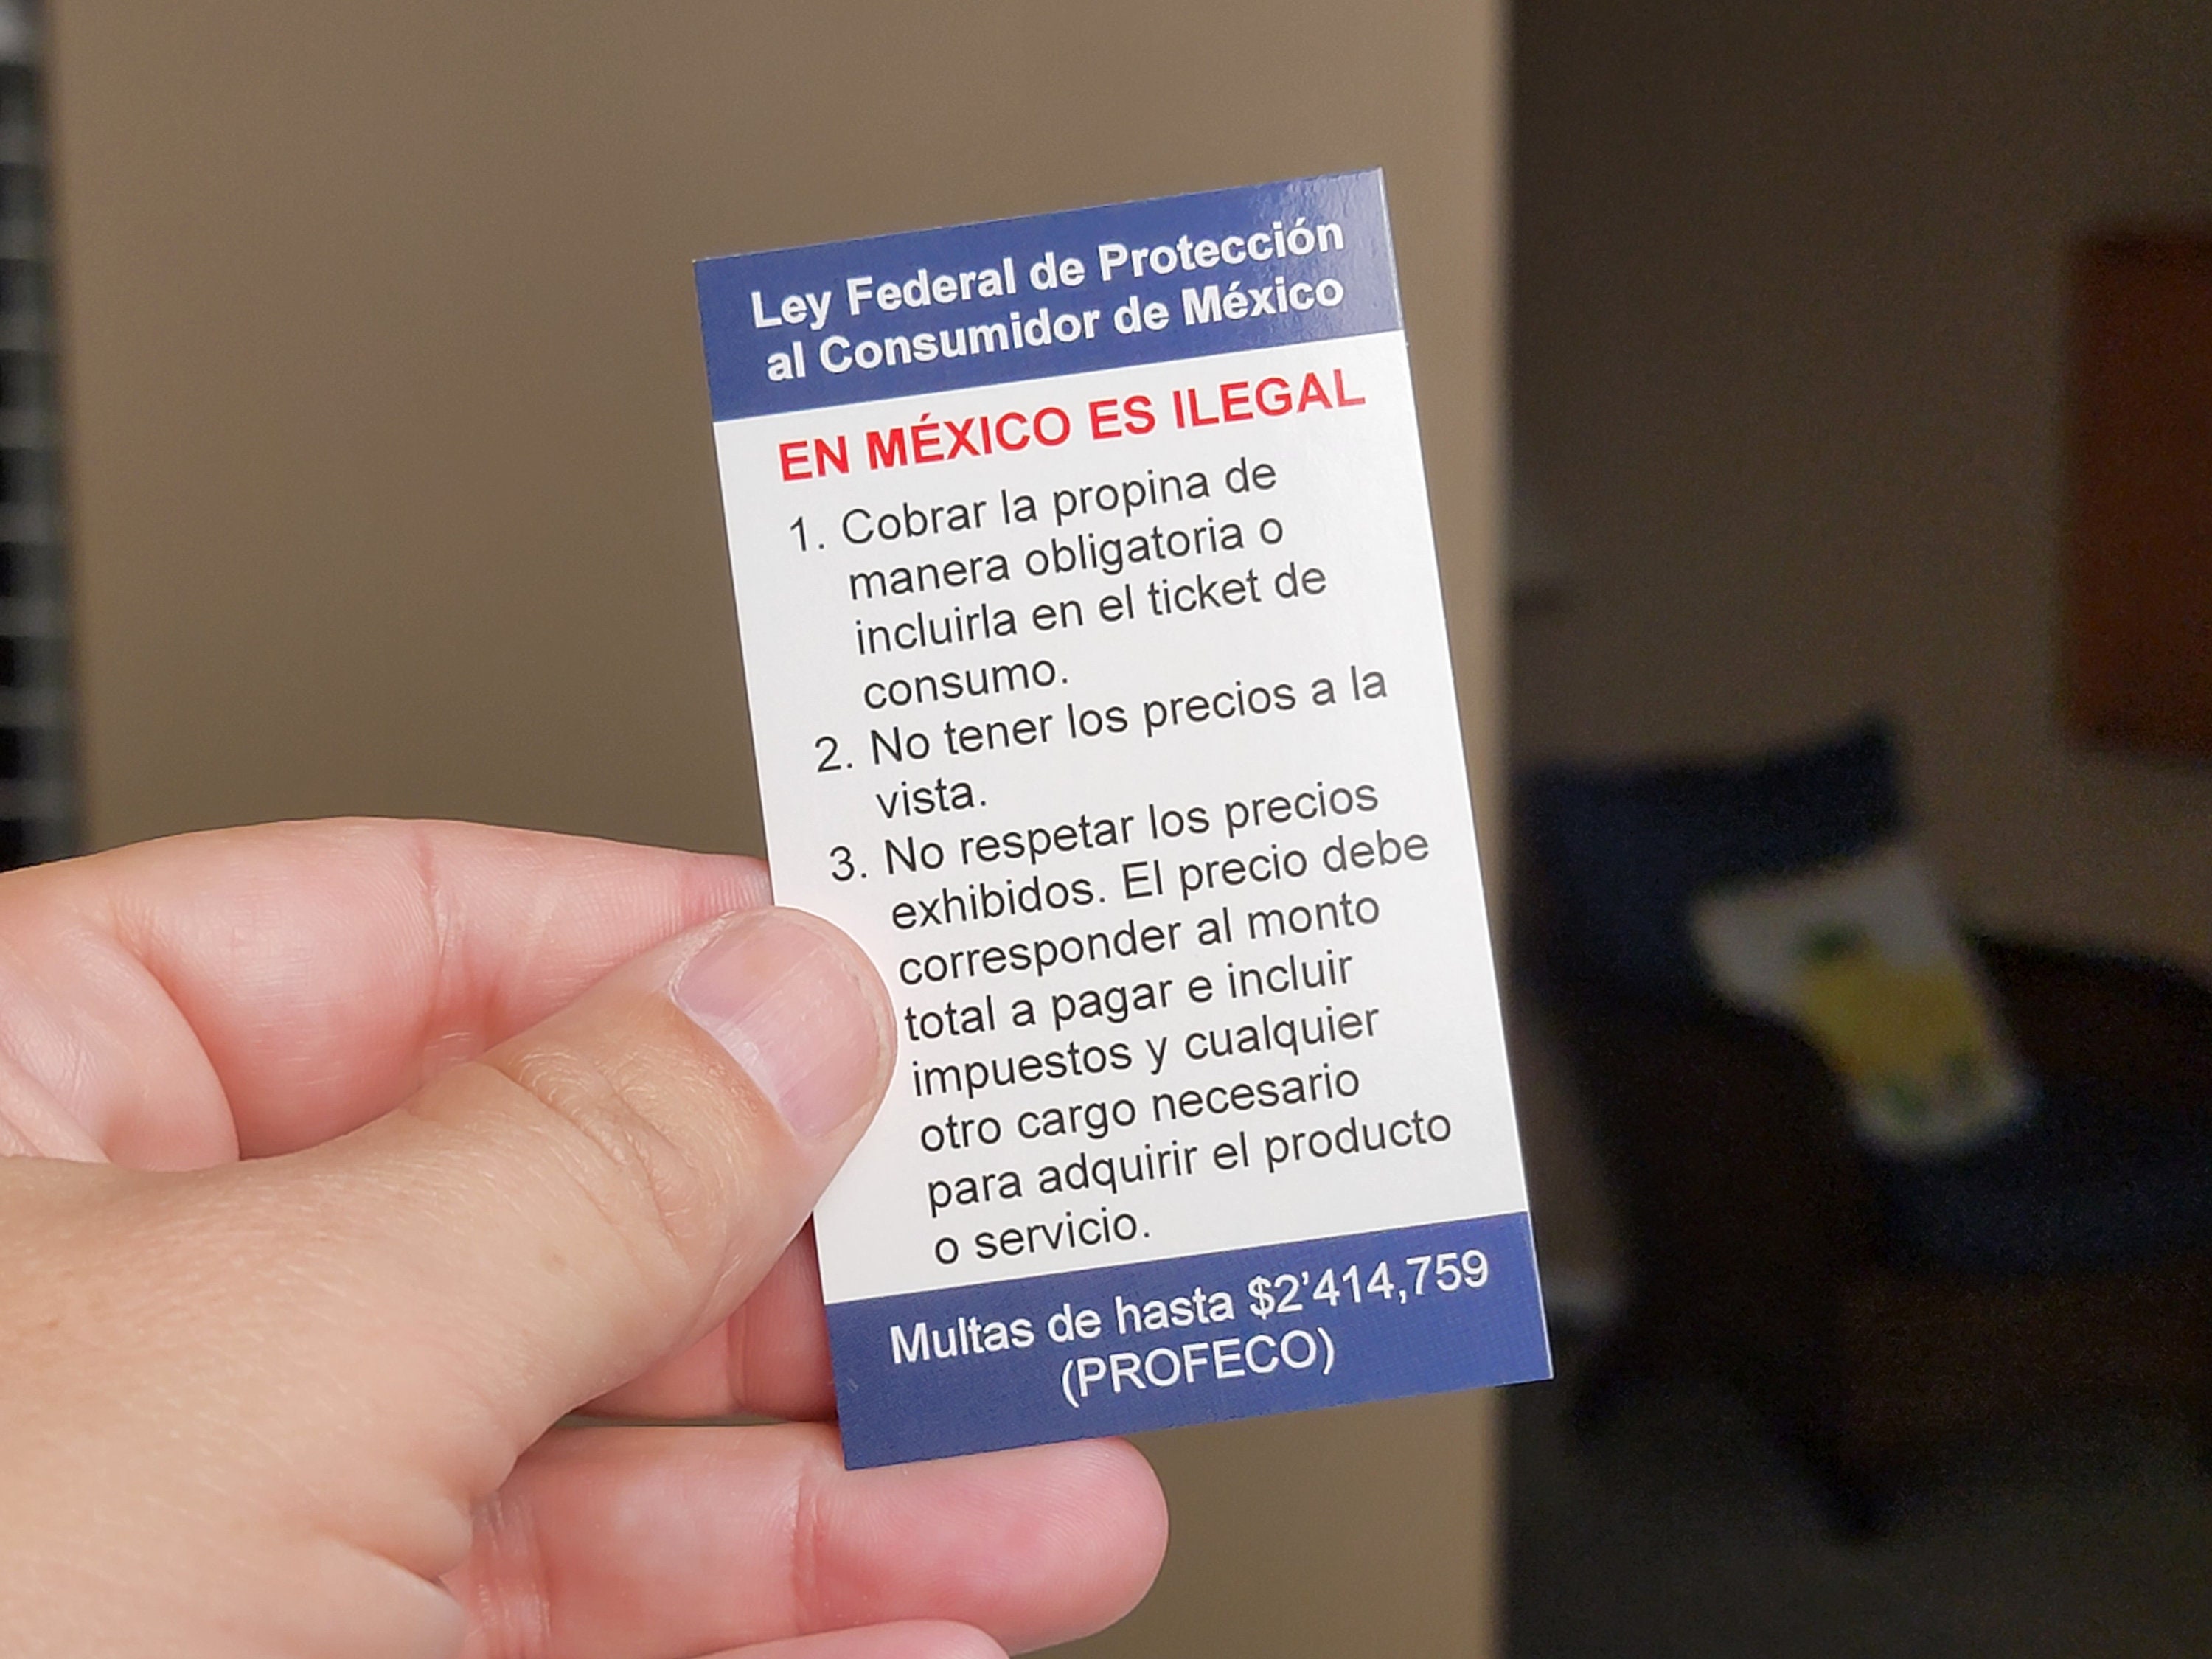 Ley Federal de Protección
al Consumidor de México
EN MÉXICO ES ILEGAL
1. Cobrar la propina de
manera obligatoria o
incluirla en el ticket de
consumo.
2. No tener los precios a la
vista.
3. No respetar los precios
exhibidos. El precio debe
corresponder al monto
total a pagar e incluir
impuestos y cualquier
otro cargo necesario
para adquirir el producto
o servicio.
Multas de hasta $2’414,759
(PROFECO)